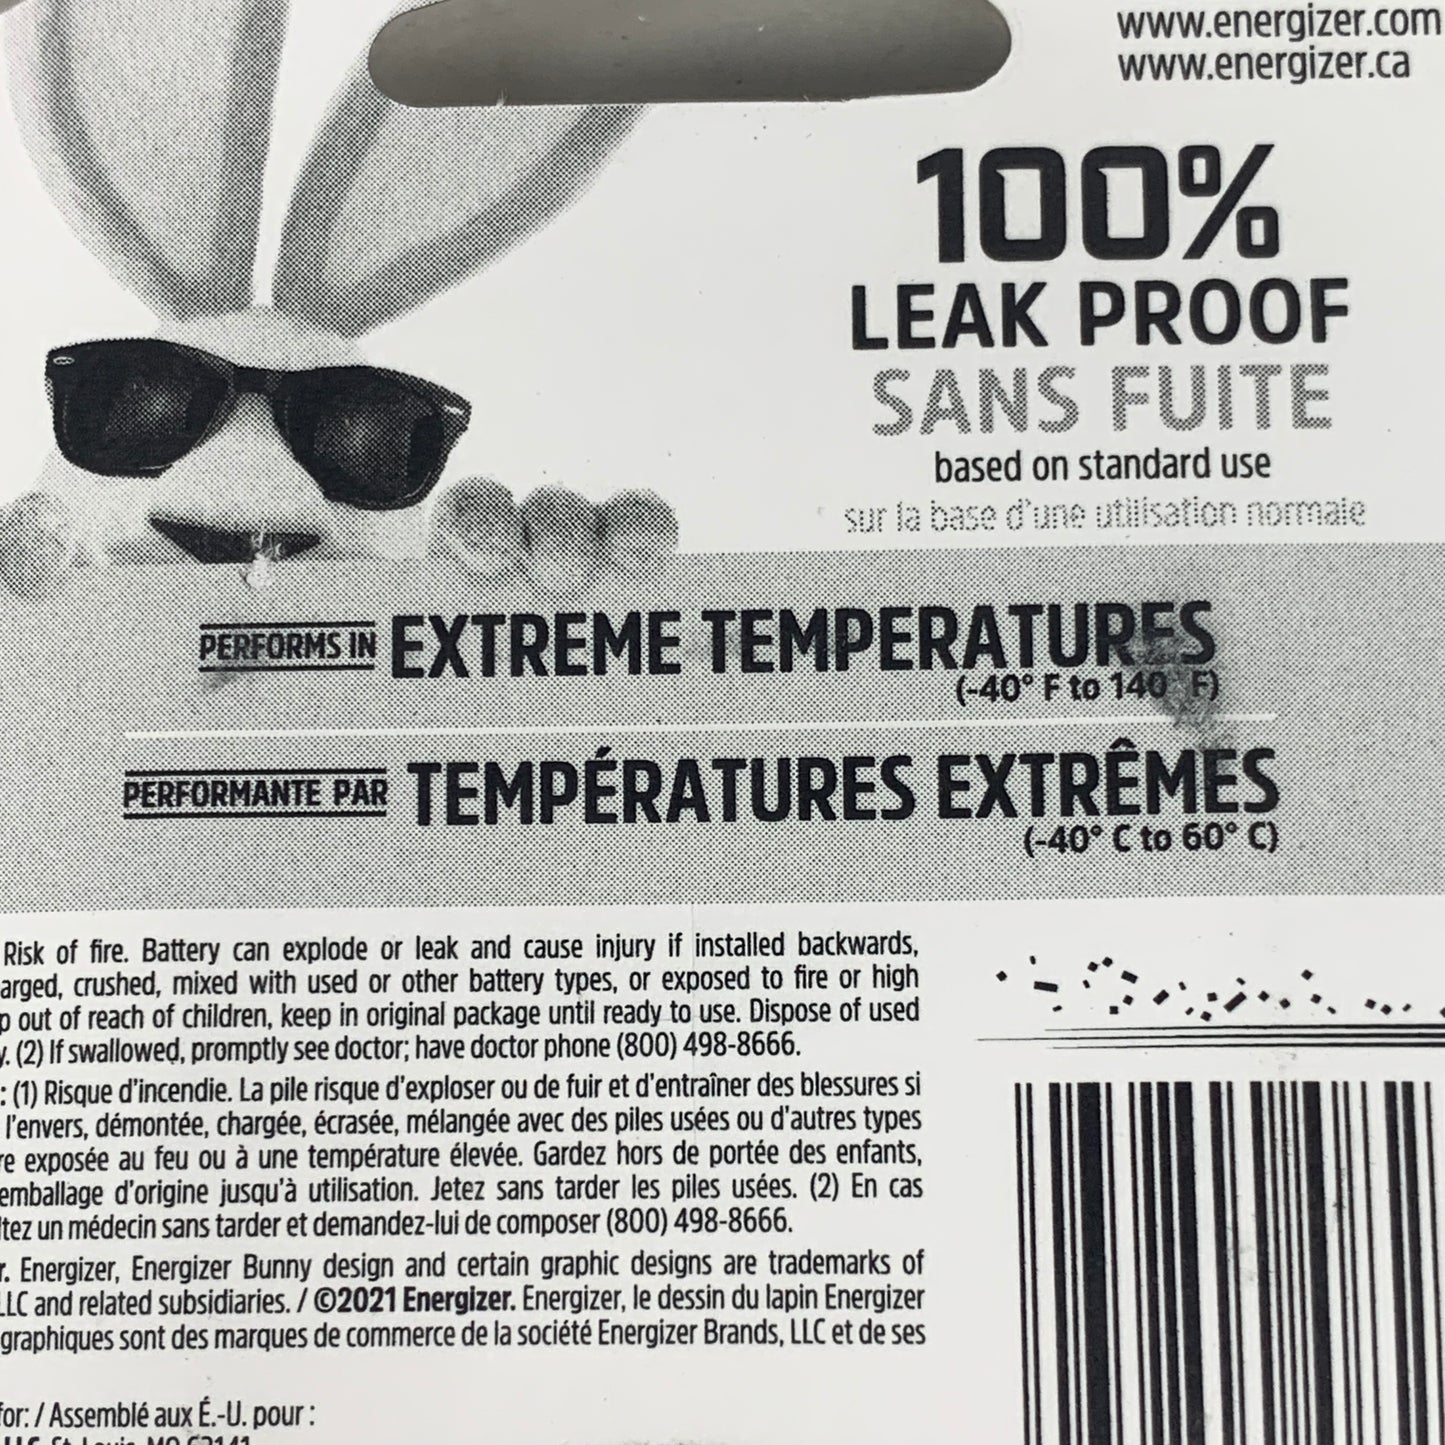 www.energizer.com
www.energizer.ca
100%
LEAK PROOF
SANS FUITE
based on standard use
sur la base d'une utilisation normale
PERFORMS IN EXTREME TEMPERATURES
(-40° F to 140° F)
PERFORMANTE PAR TEMPÉRATURES EXTRÊMES
(-40° C to 60° C)
Risk of fire. Battery can explode or leak and cause injury if installed backwards,
arged, crushed, mixed with used or other battery types, or exposed to fire or high
p out of reach of children, keep in original package until ready to use. Dispose of used
y. (2) If swallowed, promptly see doctor; have doctor phone (800) 498-8666.
: (1) Risque d'incendie. La pile risque d'exploser ou de fuir et d'entraîner des blessures si
l'envers, démontée, chargée, écrasée, mélangée avec des piles usées ou d'autres types
re exposée au feu ou à une température élevée. Gardez hors de portée des enfants,
emballage d'origine jusqu'à utilisation. Jetez sans tarder les piles usées. (2) En cas
ltez un médecin sans tarder et demandez-lui de composer (800) 498-8666.
r. Energizer, Energizer Bunny design and certain graphic designs are trademarks of
LLC and related subsidiaries. / ©2021 Energizer. Energizer, le dessin du lapin Energizer
graphiques sont des marques de commerce de la société Energizer Brands, LLC et de ses
for: / Assemblé aux É.-U. pour :
LLC, St. Louis, MO 63141